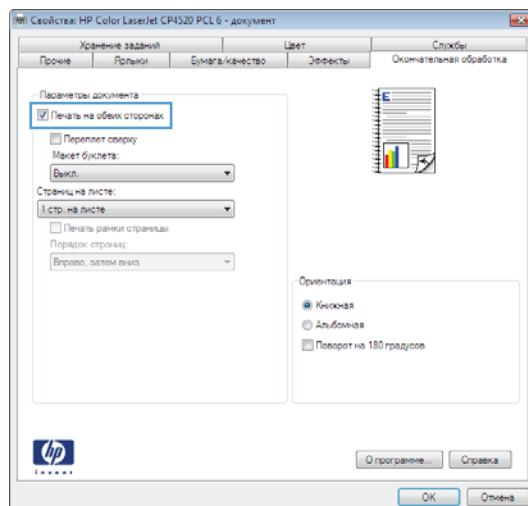 Свойства: HP Color LaserJet CP4520 PCL 6 - документ
Хранение заданий Цвет Службы
Прочие Ярлыки Бумага/качество Эффекты Окончательная обработка
Параметры документа
Печать на обеих сторонах
Переплет сверху
Макет буклета:
Выкл.
Страниц на листе:
1 стр. на листе
Печать рамки страницы
Порядок страниц:
Вправо, затем вниз
E
Ориентация
Книжная
Альбомная
Поворот на 180 градусов
hp
invent
О программе... Справка
OK Отмена